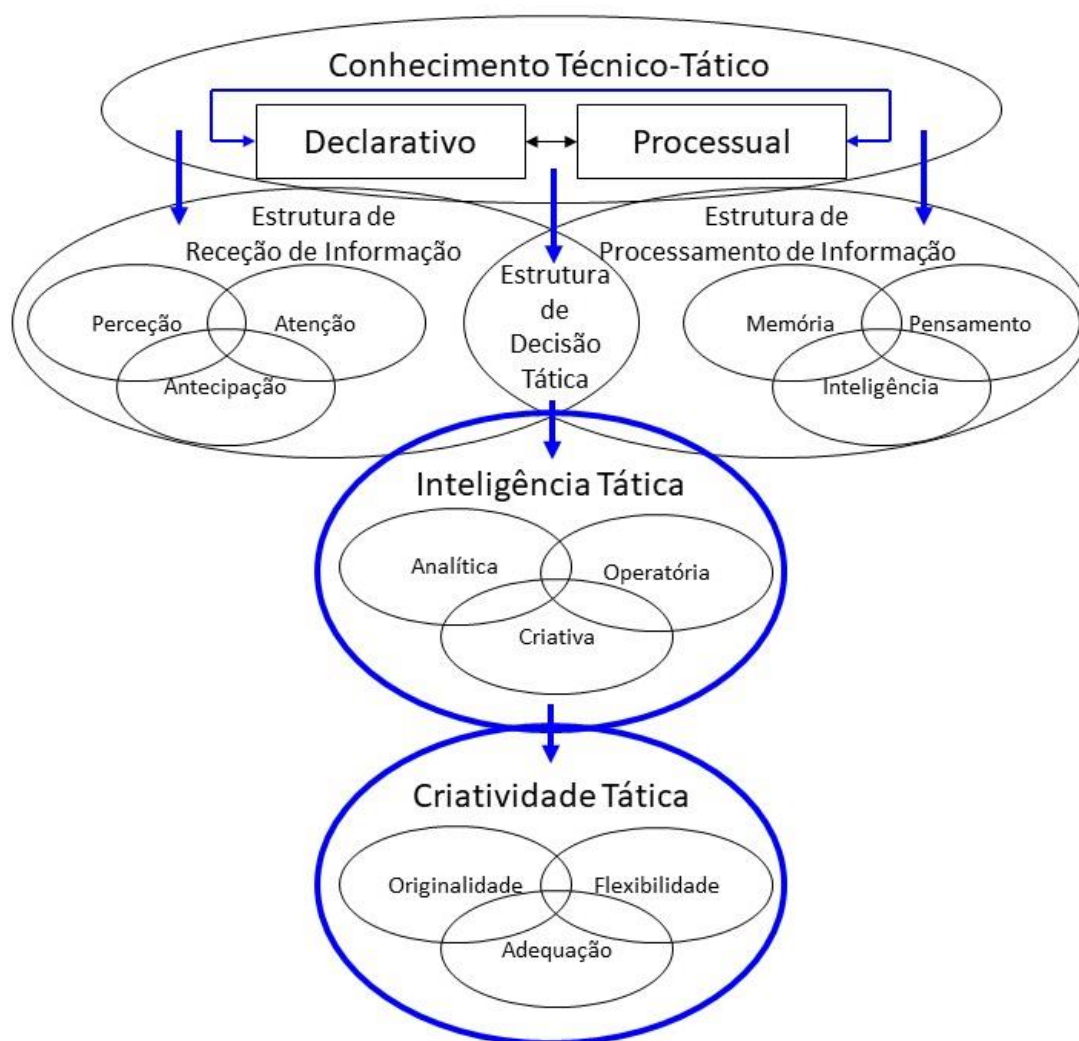 Conhecimento Técnico-Tático
Declarativo
Processual
Estrutura de
Receção de Informação
Perceção
Atenção
Antecipação
Estrutura
de
Decisão
Tática
Estrutura de
Processamento de Informação
Memória
Pensamento
Inteligência
Inteligência Tática
Analítica
Operatória
Criativa
Criatividade Tática
Originalidade
Flexibilidade
Adequação